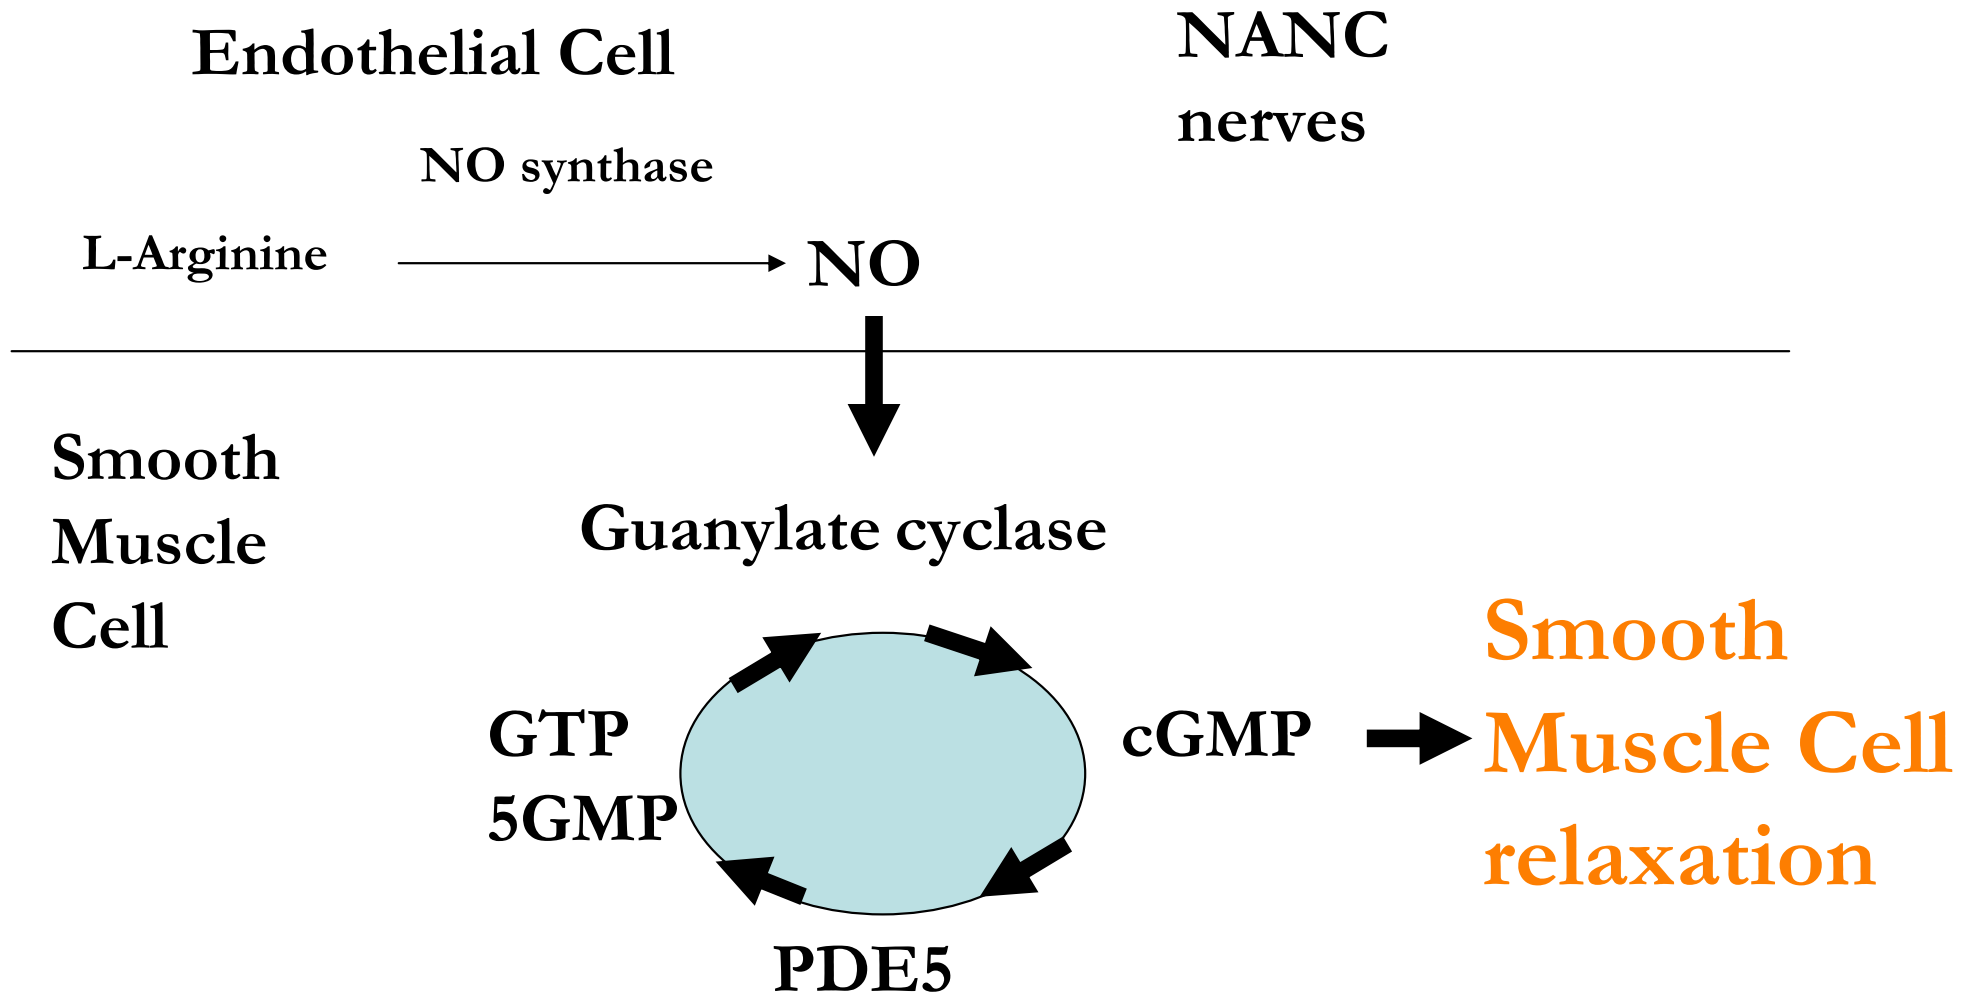 Endothelial Cell
NANC
nerves
NO synthase
L-Arginine
NO
Smooth
Muscle
Cell
Guanylate cyclase
GTP
5GMP
cGMP
Smooth
Muscle Cell
relaxation
PDE5